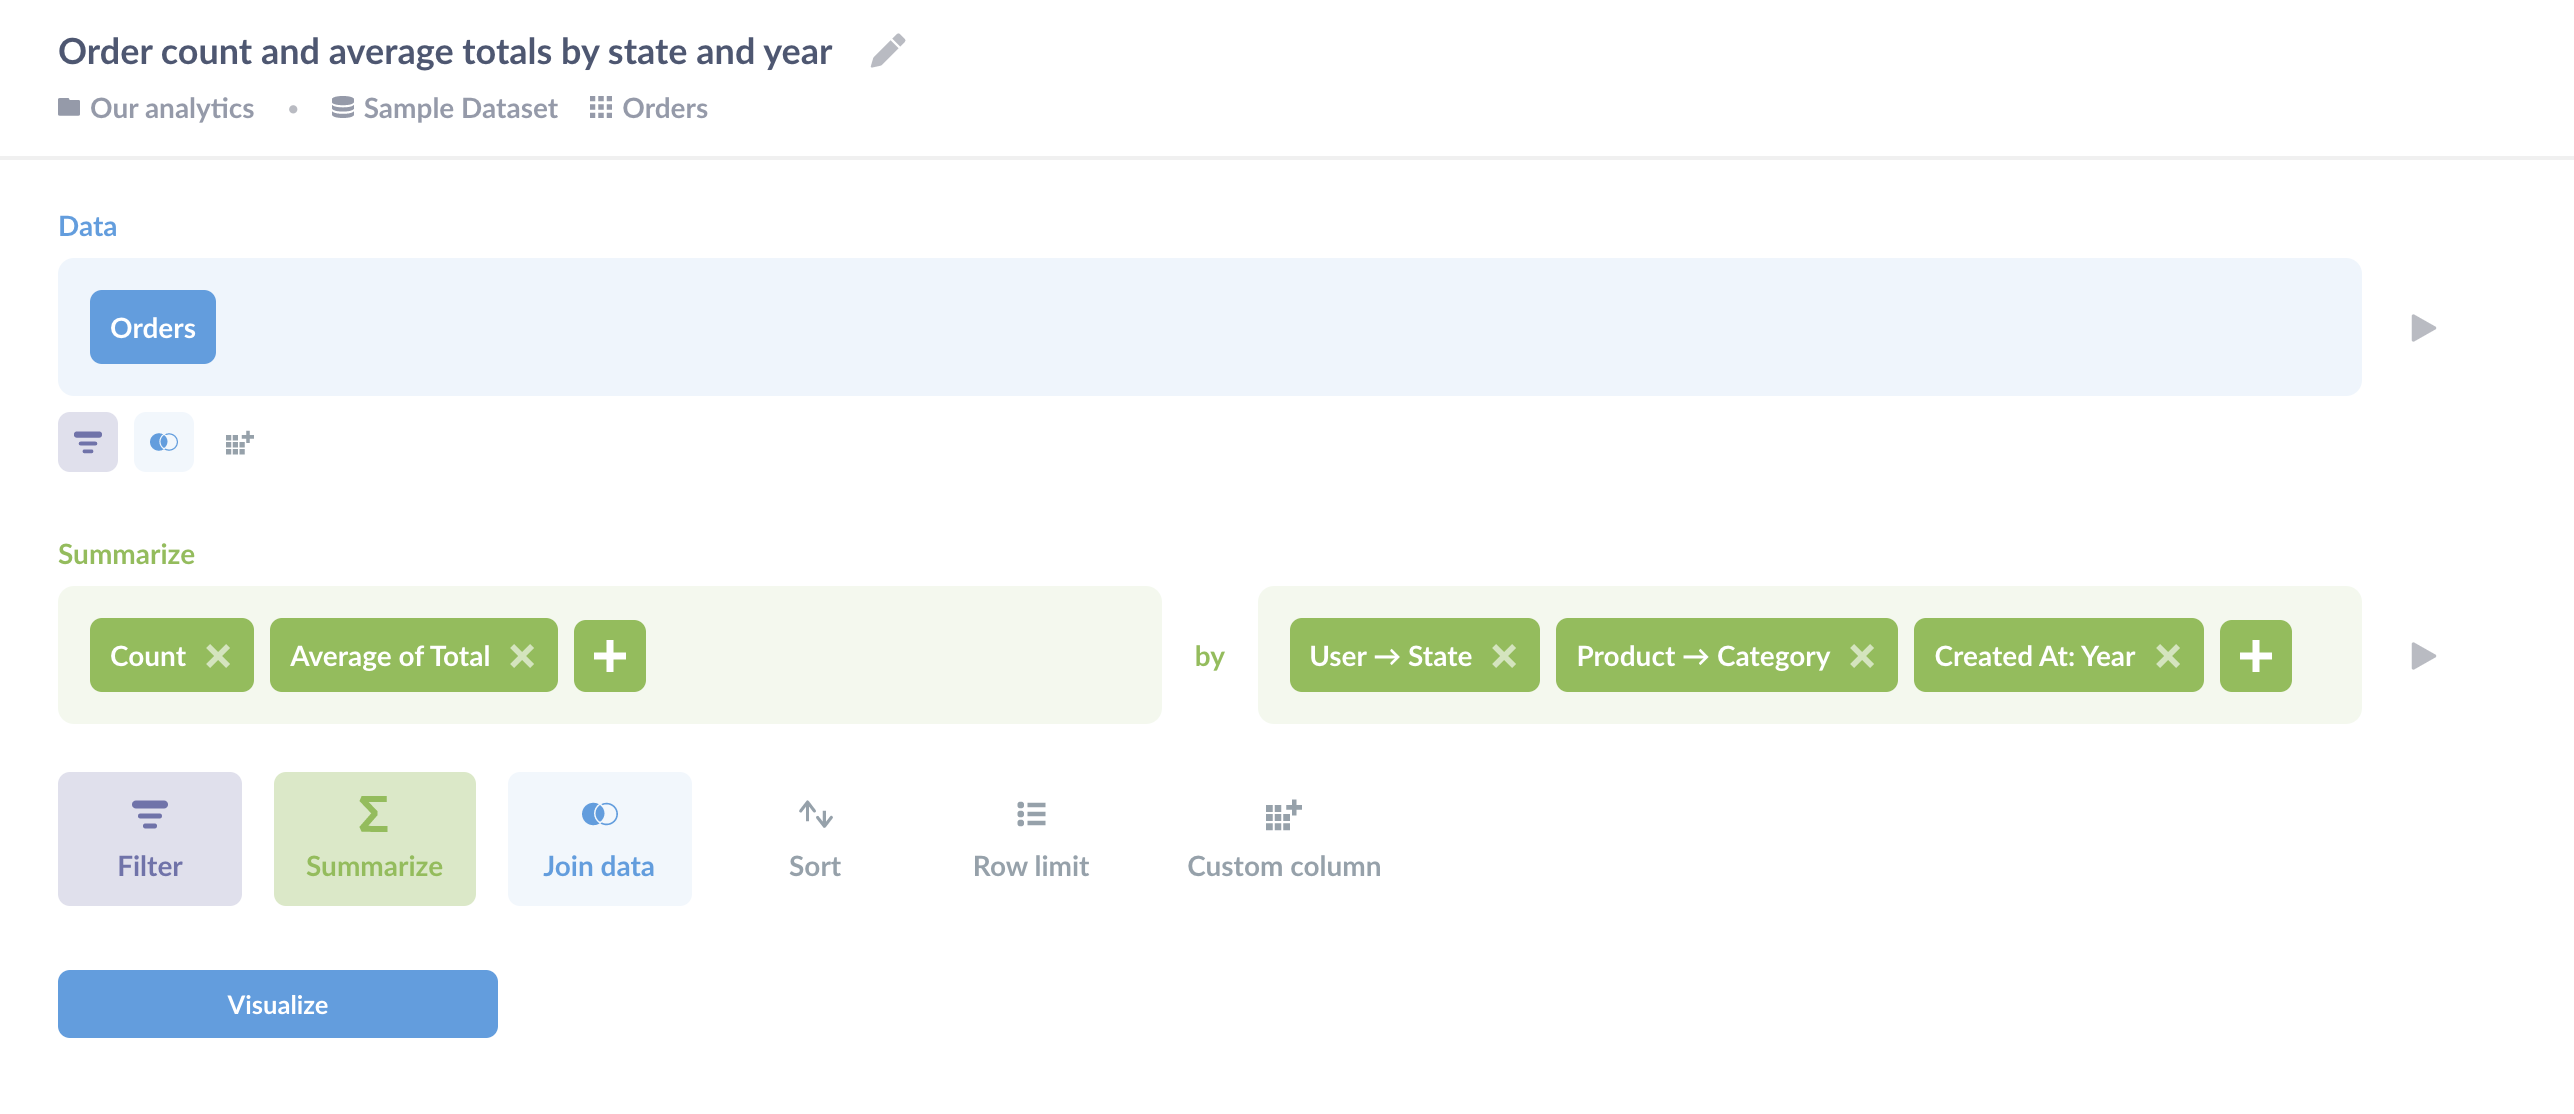 Order count and average totals by state and year
Our analytics • Sample Dataset Orders
Data
Orders
Summarize
Count Average of Total by User → State Product → Category Created At: Year
Filter Summarize Join data Sort Row limit Custom column
Visualize